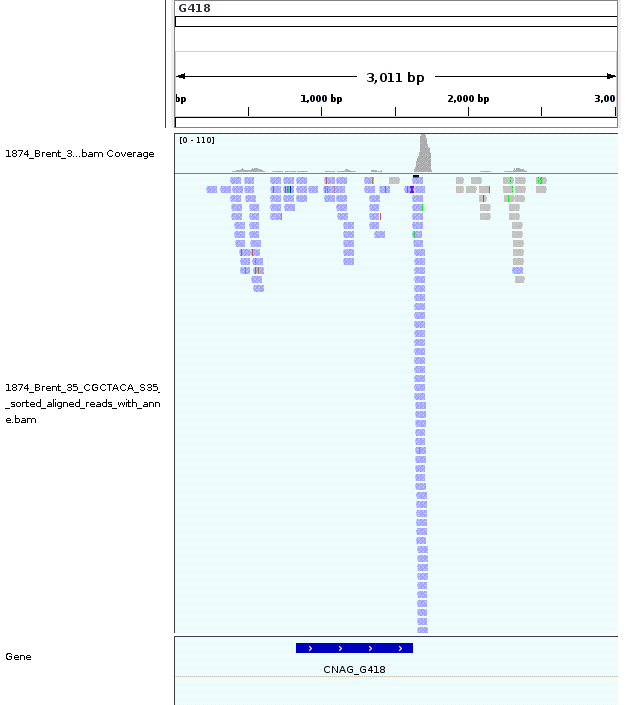 G418
3,011 bp
bp
1,000 bp
2,000 bp
3,00
[0 - 110]
1874_Brent_3...bam Coverage
1874_Brent_35_CGCTACA_S35_
_sorted_aligned_reads_with_ann
e.bam
Gene
CNAG_G418